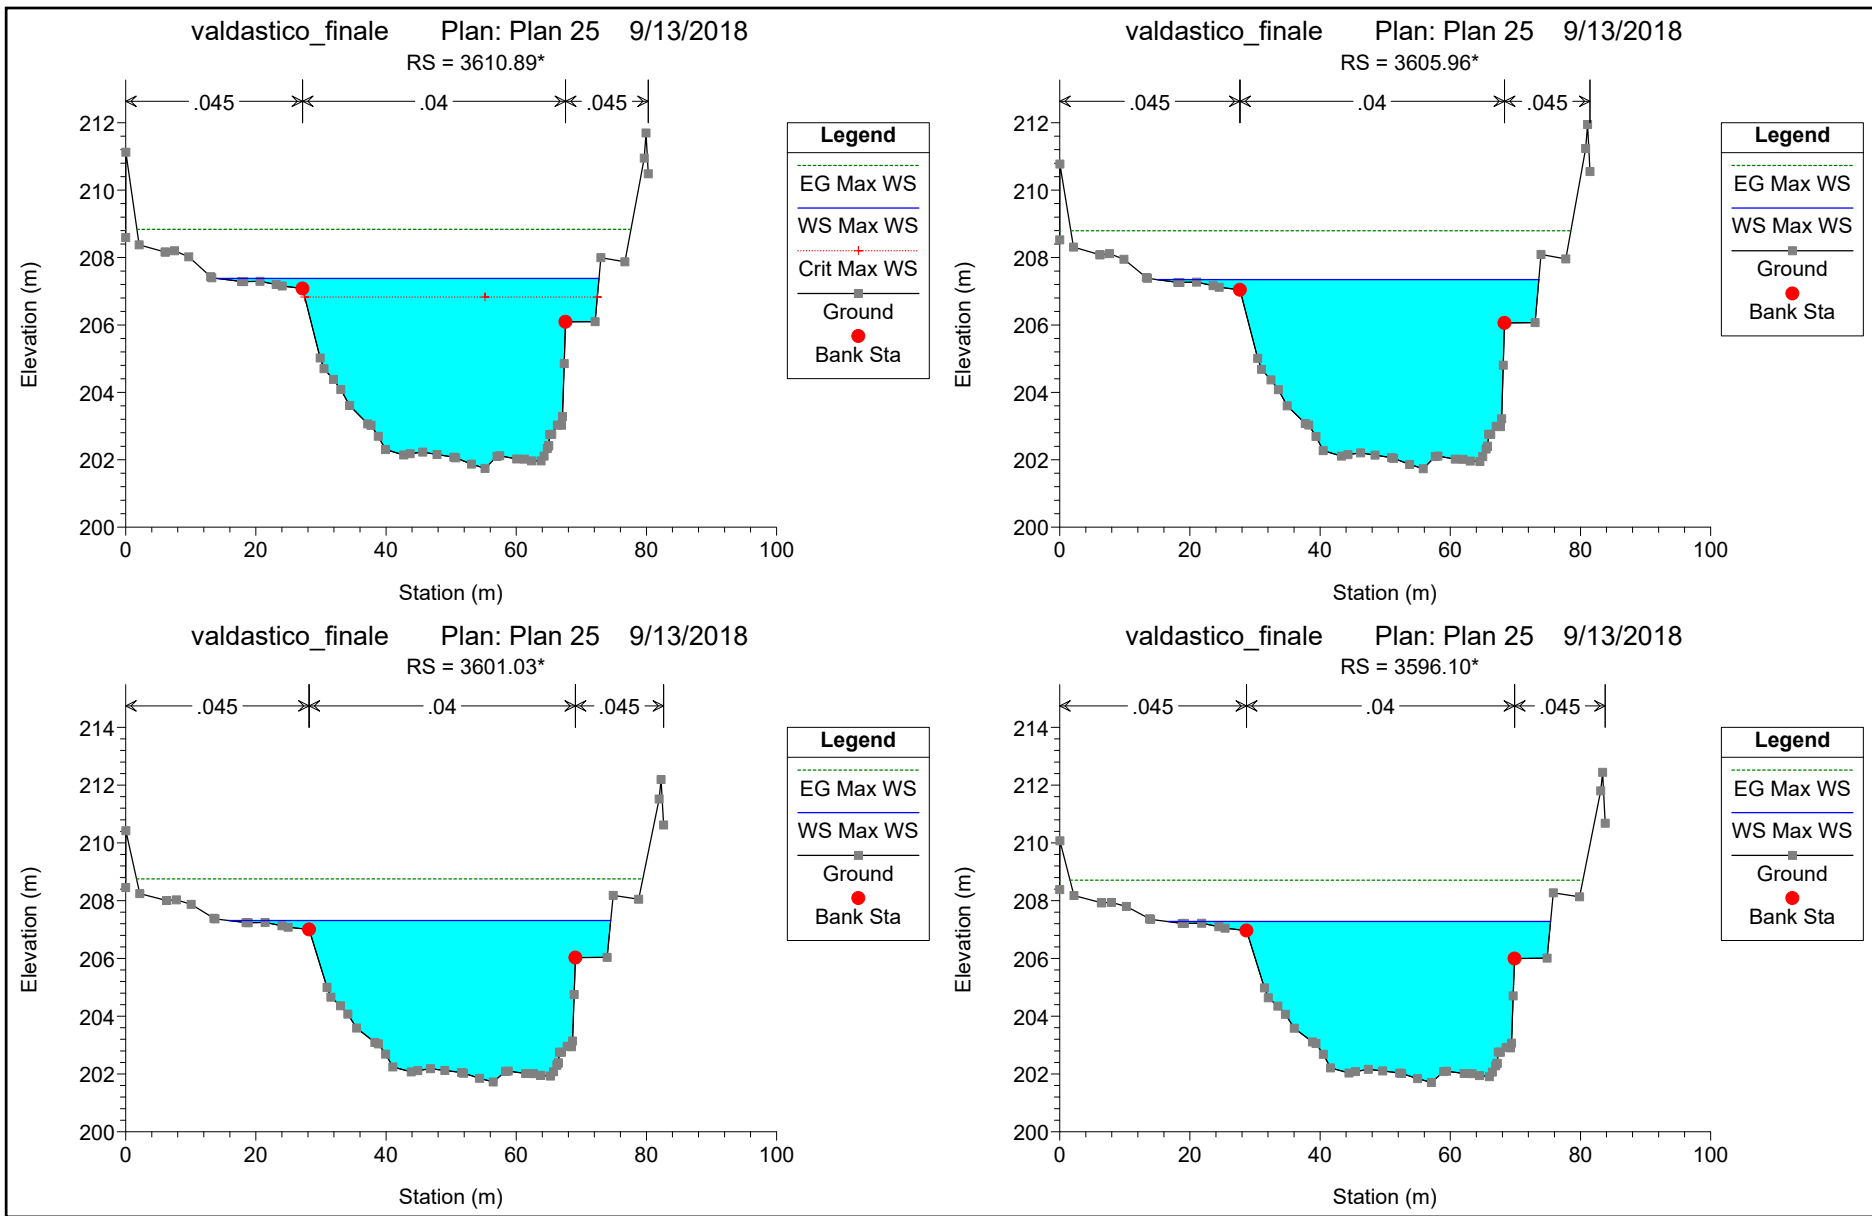 valdastico_finale Plan: Plan 25 9/13/2018
RS = 3610.89*
.045 .04 .045
212
210
208
206
204
202
200
0 20 40 60 80 100
Elevation (m)
Station (m)
Legend
EG Max WS
WS Max WS
Crit Max WS
Ground
Bank Sta
valdastico_finale Plan: Plan 25 9/13/2018
RS = 3605.96*
.045 .04 .045
212
210
208
206
204
202
200
0 20 40 60 80 100
Elevation (m)
Station (m)
Legend
EG Max WS
WS Max WS
Ground
Bank Sta
valdastico_finale Plan: Plan 25 9/13/2018
RS = 3601.03*
.045 .04 .045
214
212
210
208
206
204
202
200
0 20 40 60 80 100
Elevation (m)
Station (m)
Legend
EG Max WS
WS Max WS
Ground
Bank Sta
valdastico_finale Plan: Plan 25 9/13/2018
RS = 3596.10*
.045 .04 .045
214
212
210
208
206
204
202
200
0 20 40 60 80 100
Elevation (m)
Station (m)
Legend
EG Max WS
WS Max WS
Ground
Bank Sta